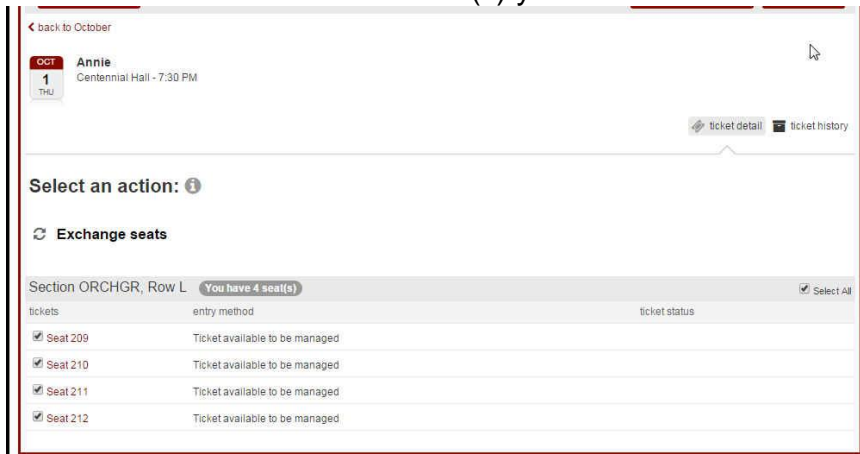 (s) y
back to October
OCT
1
THU
Annie
Centennial Hall - 7:30 PM
ticket detail ticket history
Select an action:
Exchange seats
Section ORCHGR, Row L You have 4 seat(s) Select All
tickets entry method ticket status
Seat 209 Ticket available to be managed
Seat 210 Ticket available to be managed
Seat 211 Ticket available to be managed
Seat 212 Ticket available to be managed